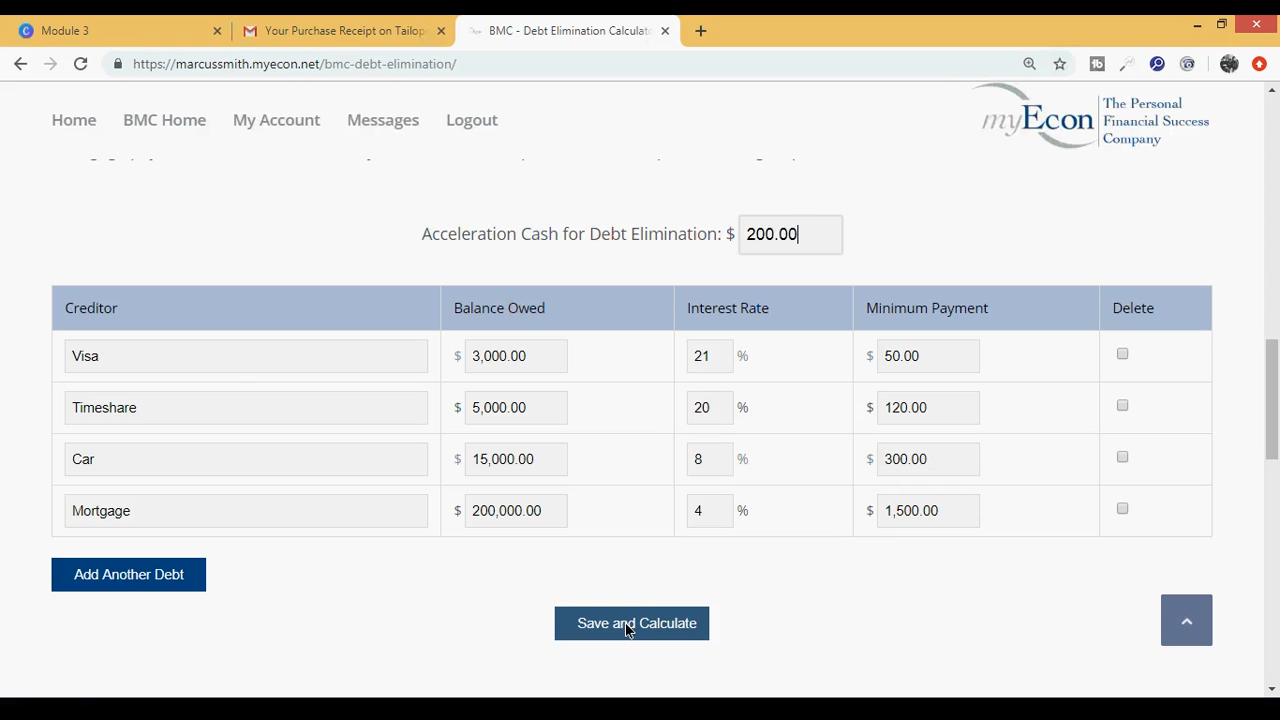 Module 3
Your Purchase Receipt on Tailop
BMC - Debt Elimination Calculat
https://marcussmith.myecon.net/bmc-debt-elimination/
Home BMC Home My Account Messages Logout
myEcon The Personal
Financial Success
Company
Acceleration Cash for Debt Elimination: $ 200.00
Creditor Balance Owed Interest Rate Minimum Payment Delete
Visa $ 3,000.00 21 % $ 50.00
Timeshare $ 5,000.00 20 % $ 120.00
Car $ 15,000.00 8 % $ 300.00
Mortgage $ 200,000.00 4 % $ 1,500.00
Add Another Debt
Save and Calculate